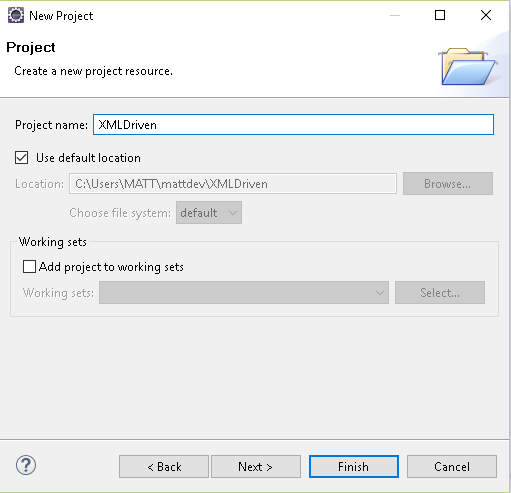 New Project
Project
Create a new project resource.
Project name: XMLDriven
Use default location
Location: C:\Users\MATT\mattdev\XMLDriven Browse...
Choose file system: default
Working sets
Add project to working sets
Working sets: Select...
? < Back Next > Finish Cancel